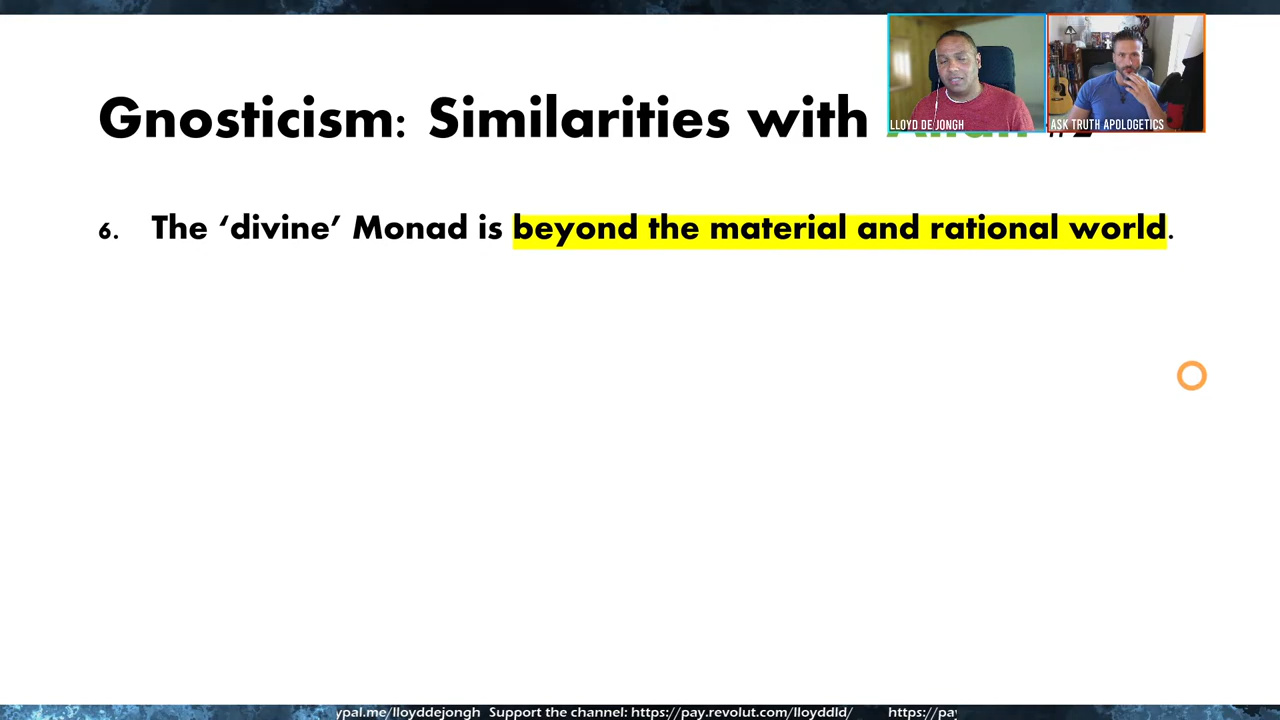 Gnosticism: Similarities with
LLOYD DE JONGH
ASK TRUTH APOLOGETICS
6. The ‘divine’ Monad is beyond the material and rational world.
ypal.me/lloyddejongh Support the channel: https://pay.revolut.com/lloyddld/ https://pay